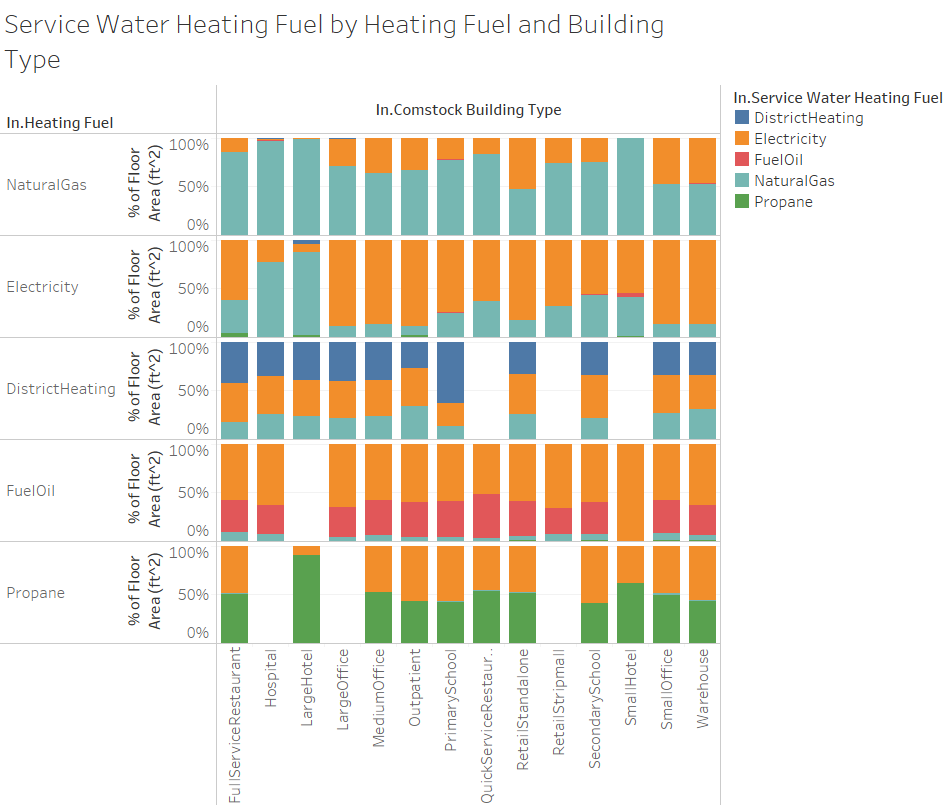 Service Water Heating Fuel by Heating Fuel and Building
Type
In.Heating Fuel
In.Comstock Building Type
In.Service Water Heating Fuel
DistrictHeating
Electricity
FuelOil
NaturalGas
Propane
NaturalGas
% of Floor
Area (ft^2)
100%
50%
0%
Electricity
% of Floor
Area (ft^2)
100%
50%
0%
DistrictHeating
% of Floor
Area (ft^2)
100%
50%
0%
FuelOil
% of Floor
Area (ft^2)
100%
50%
0%
Propane
% of Floor
Area (ft^2)
100%
50%
0%
FullServiceRestaurant
Hospital
LargeHotel
LargeOffice
MediumOffice
Outpatient
PrimarySchool
QuickServiceRestaur..
RetailStandalone
RetailStripmall
SecondarySchool
SmallHotel
SmallOffice
Warehouse